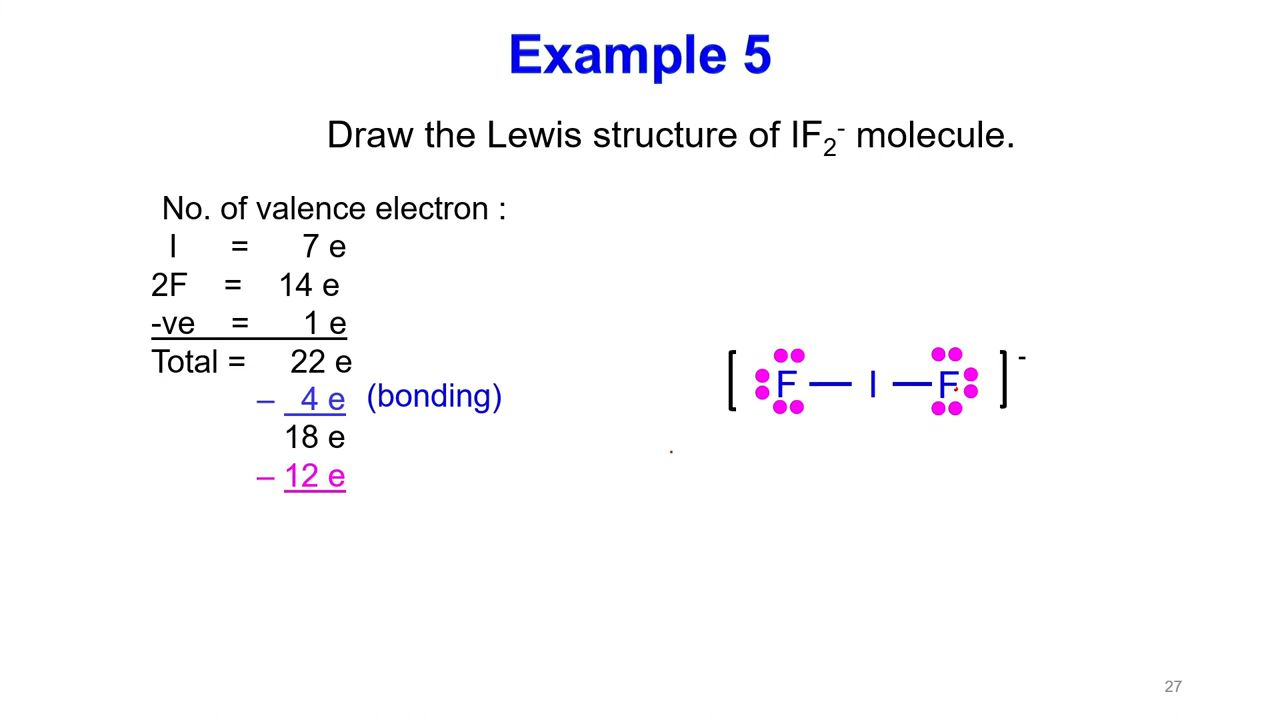 Example 5
Draw the Lewis structure of IF₂⁻ molecule.
No. of valence electron :
I = 7 e
2F = 14 e
-ve = 1 e
Total = 22 e
– 4 e (bonding)
18 e
– 12 e
[ F — I — F ] -
27